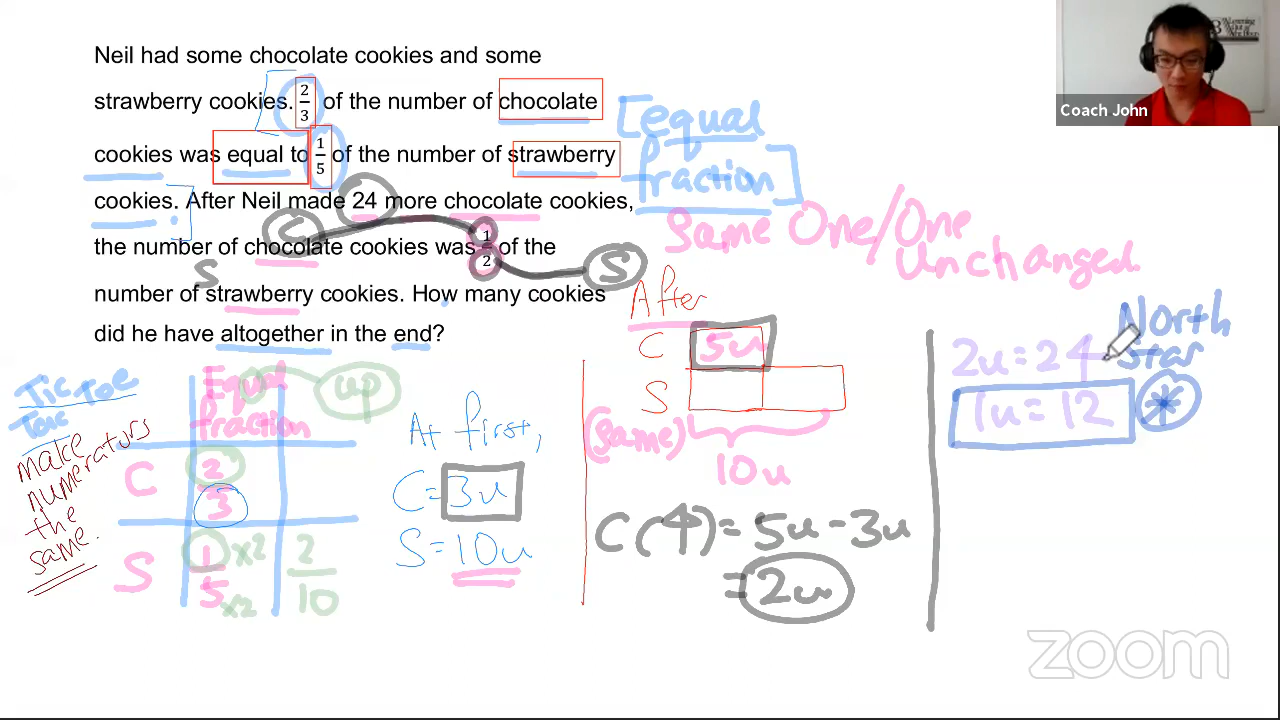 Neil had some chocolate cookies and some
strawberry cookies. 2/3 of the number of chocolate
cookies was equal to 1/5 of the number of strawberry
cookies. After Neil made 24 more chocolate cookies,
the number of chocolate cookies was 1/2 of the
number of strawberry cookies. How many cookies
did he have altogether in the end?
[equal
fraction]
Same One/One
Unchanged.
C
S
S
Coach John
Tic Tac Toe
make
numerators
the
same.
Equal
fraction
up
C 2/3
S 1/5 x2 x2 2/10
At first,
C=3u
S=10u
After
C 5u
S
(same)
10u
C(↑)=5u-3u
=2u
2u=24
1u=12
North
Star
*
zoom